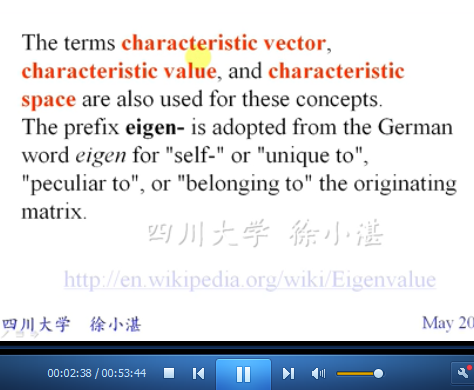 The terms characteristic vector,
characteristic value, and characteristic
space are also used for these concepts.
The prefix eigen- is adopted from the German
word eigen for "self-" or "unique to",
"peculiar to", or "belonging to" the originating
matrix.
四川大学 徐小湛
http://en.wikipedia.org/wiki/Eigenvalue
四川大学 徐小湛
May 20
00:02:38 / 00:53:44